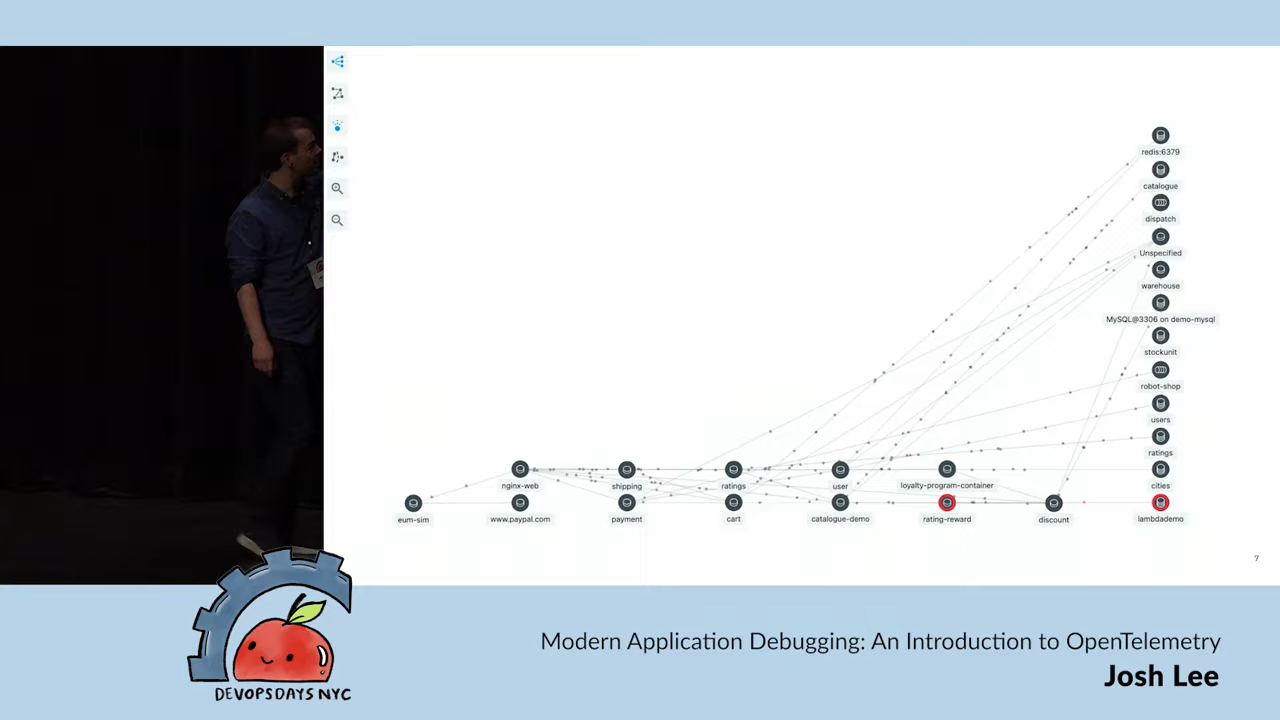 redis:6379
catalogue
dispatch
Unspecified
warehouse
MySQL@3306 on demo-mysql
stockunit
robot-shop
users
ratings
nginx-web
shipping
ratings
user
loyalty-program-container
cities
eum-sim
www.paypal.com
payment
cart
catalogue-demo
rating-reward
discount
lambdademo
7
DEVOPSDAYS NYC
Modern Application Debugging: An Introduction to OpenTelemetry
Josh Lee